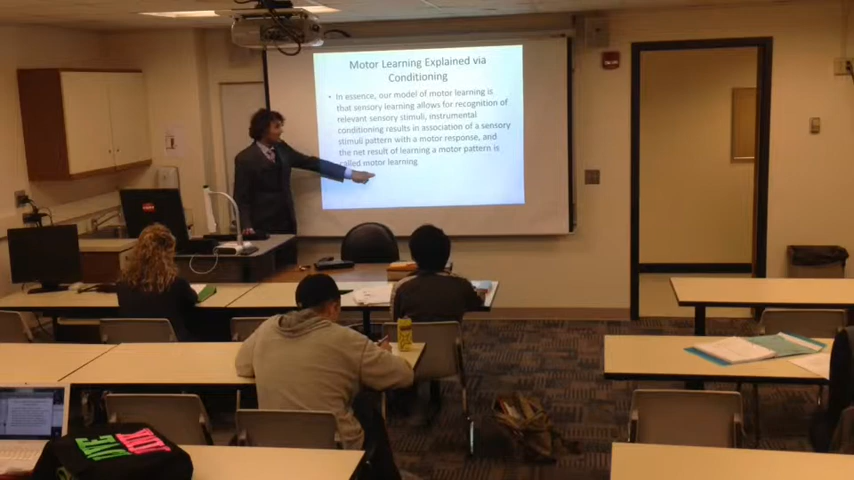 Motor Learning Explained via
Conditioning
• In essence, our model of motor learning is
that sensory learning allows for recognition of
relevant sensory stimuli, instrumental
conditioning results in association of a sensory
stimuli pattern with a motor response, and
the net result of learning a motor pattern is
called motor learning